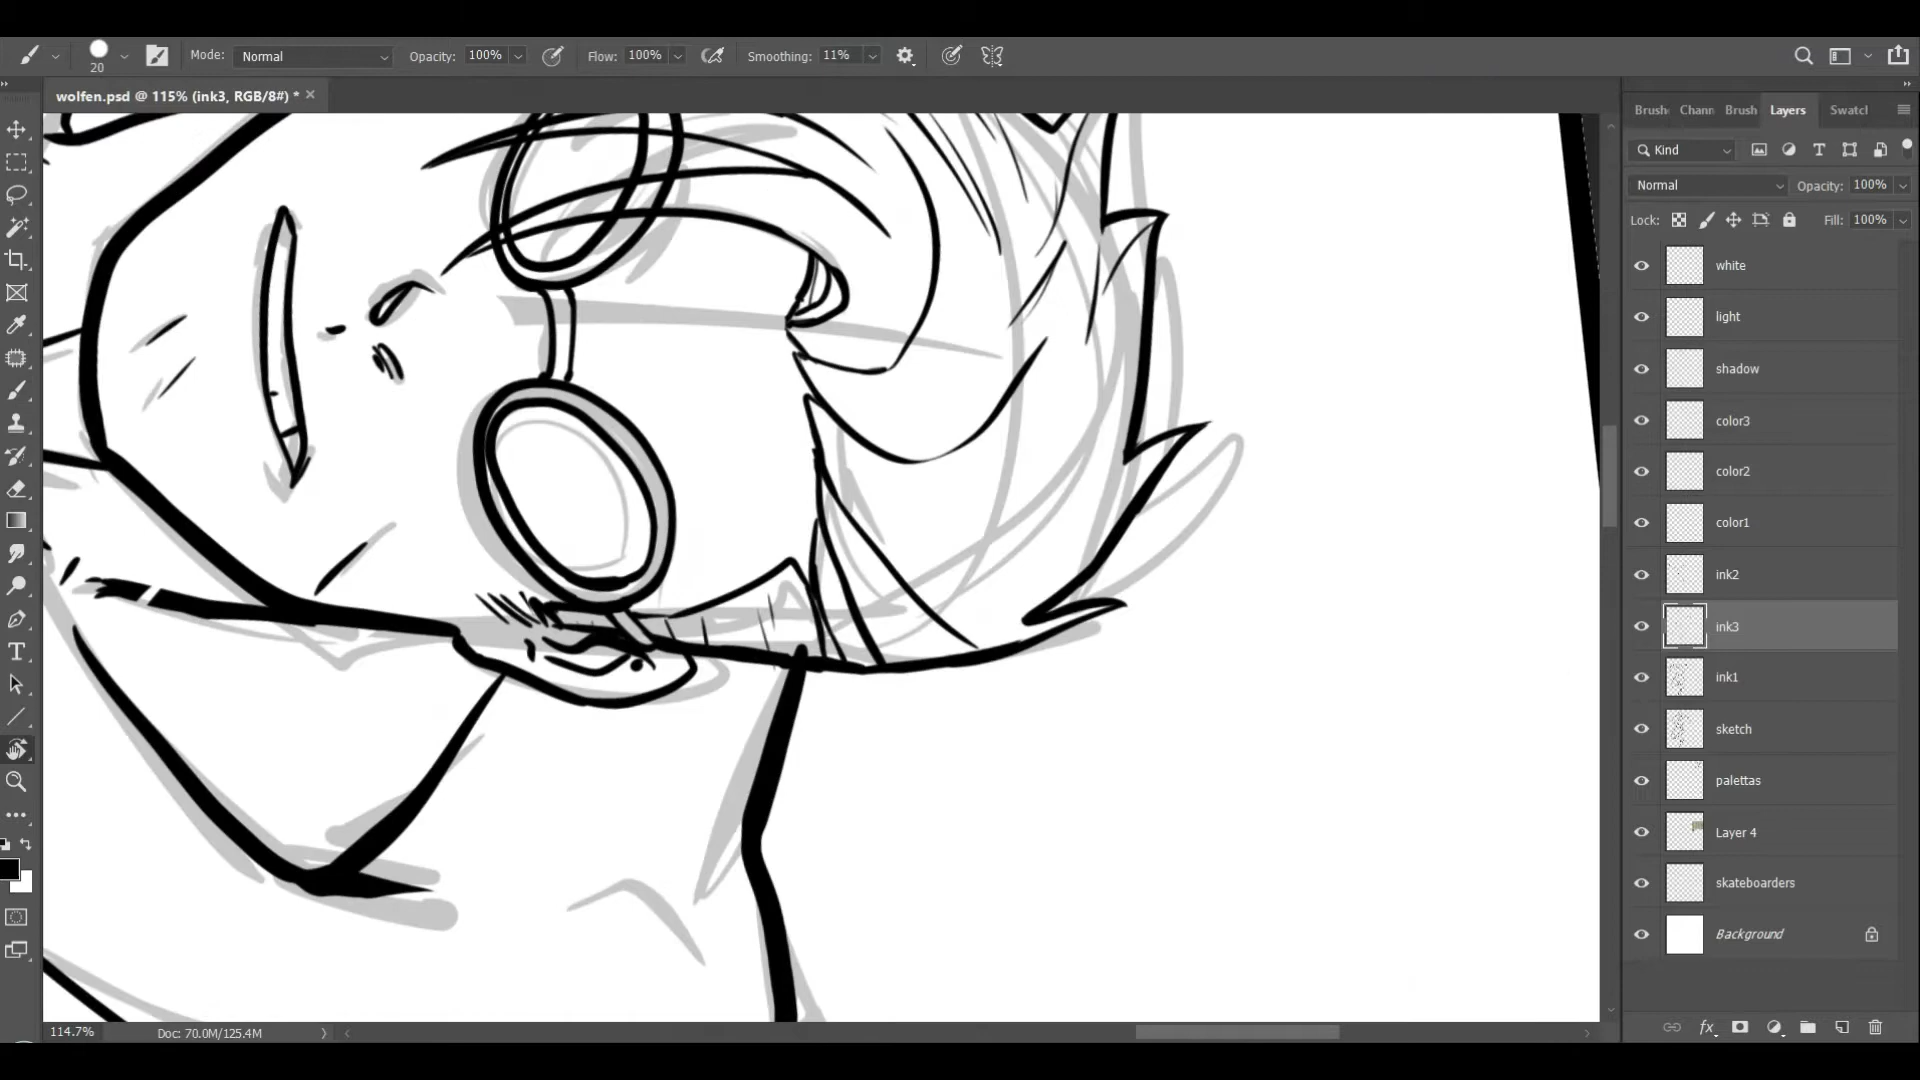 Mode: Normal Opacity: 100% Flow: 100% Smoothing: 11%
20
wolfen.psd @ 115% (ink3, RGB/8#) *
Brush Chann Brush Layers Swatcl
Kind
Normal Opacity: 100%
Lock: Fill: 100%
white
light
shadow
color3
color2
color1
ink2
ink3
ink1
sketch
palettas
Layer 4
skateboarders
Background
fx
114.7% Doc: 70.0M/125.4M